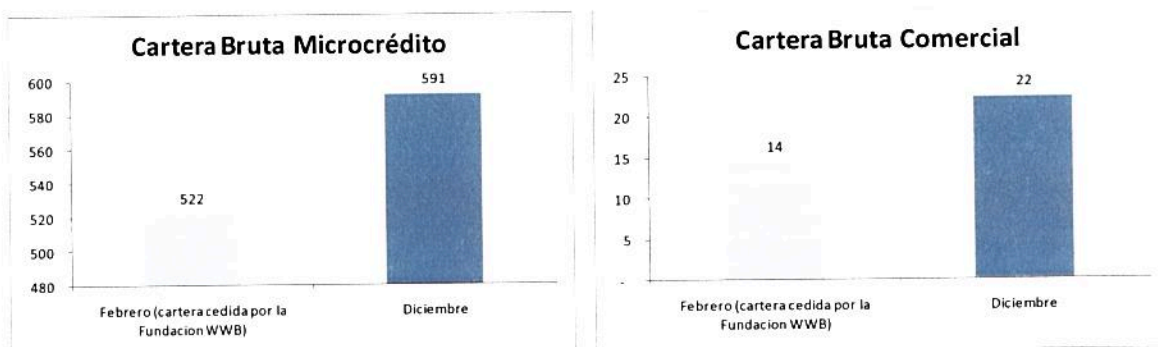 Cartera Bruta Microcrédito
600
580
560
540
520
500
480
522
591
Febrero (cartera cedida por la
Fundacion WWB)
Diciembre
Cartera Bruta Comercial
25
20
15
10
5
-
14
22
Febrero (cartera cedida por la
Fundacion WWB)
Diciembre